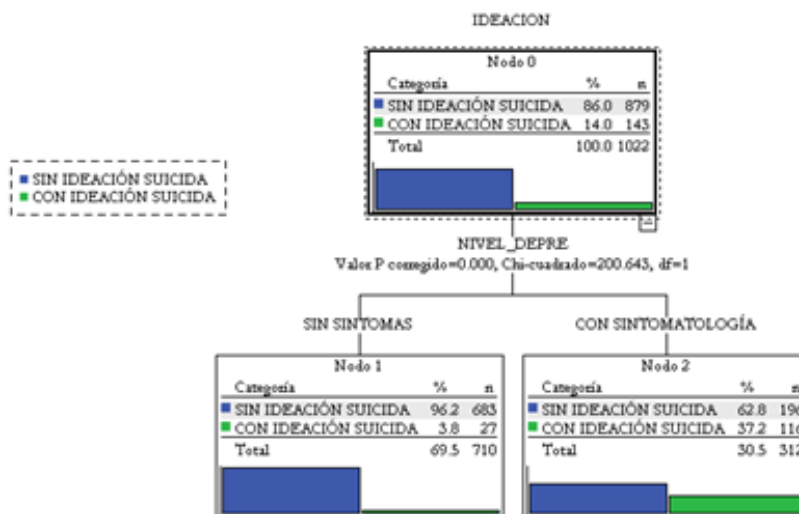 IDEACION
Nodo 0
Categoría % n
SIN IDEACIÓN SUICIDA 86.0 879
CON IDEACIÓN SUICIDA 14.0 143
Total 100.0 1022
SIN IDEACIÓN SUICIDA
CON IDEACIÓN SUICIDA
NIVEL_DEPRE
Valor P corregido=0.000, Chi-cuadrado=200.643, df=1
SIN SINTOMAS
CON SINTOMATOLOGÍA
Nodo 1
Categoría % n
SIN IDEACIÓN SUICIDA 96.2 683
CON IDEACIÓN SUICIDA 3.8 27
Total 69.5 710
Nodo 2
Categoría % n
SIN IDEACIÓN SUICIDA 62.8 196
CON IDEACIÓN SUICIDA 37.2 116
Total 30.5 312